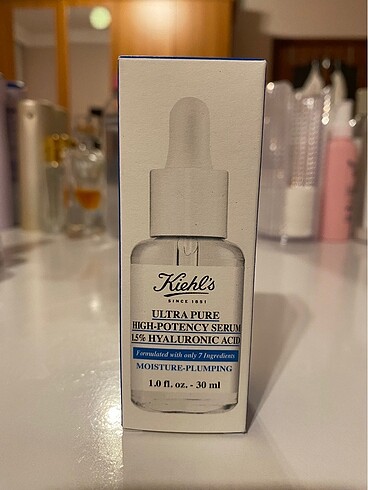 Kiehl's
SINCE 1851
ULTRA PURE
HIGH-POTENCY SERUM
1.5% HYALURONIC ACID
Formulated with only 7 Ingredients
MOISTURE-PLUMPING
1.0 fl. oz. - 30 ml